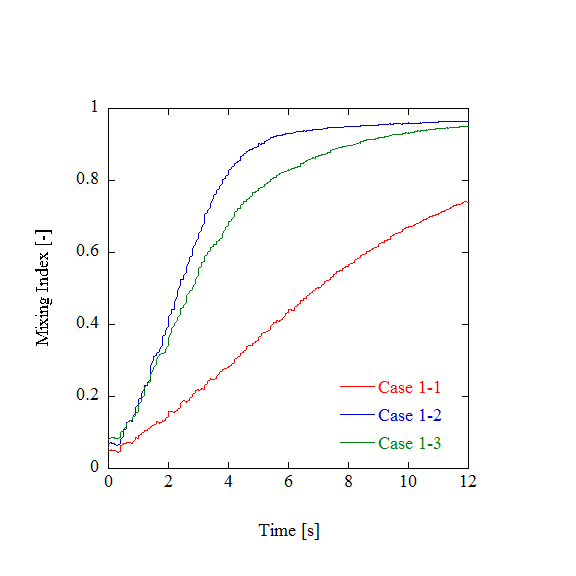 1
0.8
0.6
0.4
0.2
0
Mixing Index [-]
Case 1-1
Case 1-2
Case 1-3
0 2 4 6 8 10 12
Time [s]